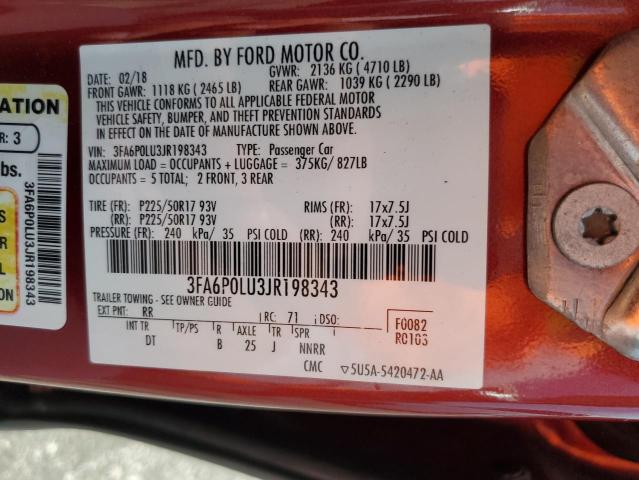 MFD. BY FORD MOTOR CO.
DATE: 02/18 GVWR: 2136 KG ( 4710 LB)
FRONT GAWR: 1118 KG ( 2465 LB) REAR GAWR: 1039 KG ( 2290 LB)
THIS VEHICLE CONFORMS TO ALL APPLICABLE FEDERAL MOTOR
VEHICLE SAFETY, BUMPER, AND THEFT PREVENTION STANDARDS
IN EFFECT ON THE DATE OF MANUFACTURE SHOWN ABOVE.
VIN: 3FA6P0LU3JR198343 TYPE: Passenger Car
MAXIMUM LOAD = OCCUPANTS + LUGGAGE = 375KG/ 827LB
OCCUPANTS = 5 TOTAL; 2 FRONT, 3 REAR
TIRE (FR): P225/50R17 93V RIMS (FR): 17x7.5J
(RR): P225/50R17 93V (RR): 17x7.5J
PRESSURE (FR): 240 kPa/ 35 PSI COLD (RR): 240 kPa/ 35 PSI COLD
3FA6P0LU3JR198343
TRAILER TOWING - SEE OWNER GUIDE
EXT PNT: RR RC: 71 DSO: F0082
INT TR TP/PS R AXLE TR SPR RC103
DT B 25 J NNRR
CMC ▽5U5A-5420472-AA
ATION
R: 3
bs.
3FA6P0LU3JR198343
ION